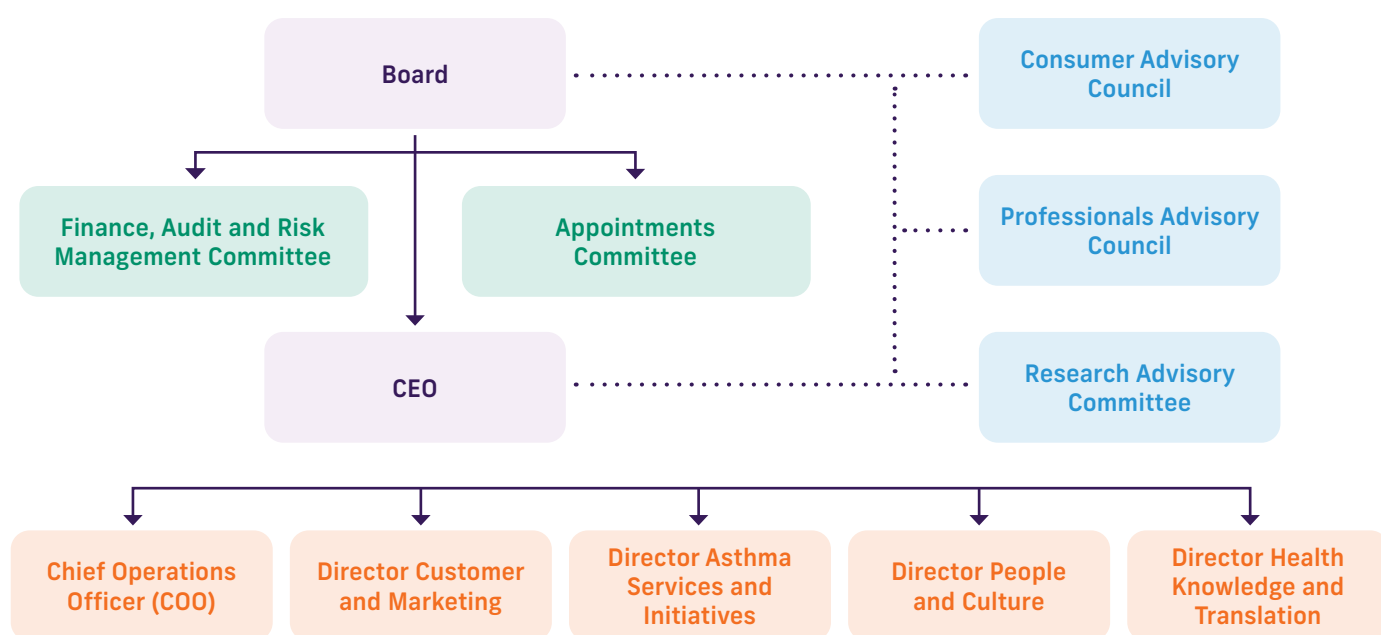 Board
Consumer Advisory
Council
Finance, Audit and Risk
Management Committee
Appointments
Committee
Professionals Advisory
Council
CEO
Research Advisory
Committee
Chief Operations
Officer (COO)
Director Customer
and Marketing
Director Asthma
Services and
Initiatives
Director People
and Culture
Director Health
Knowledge and
Translation